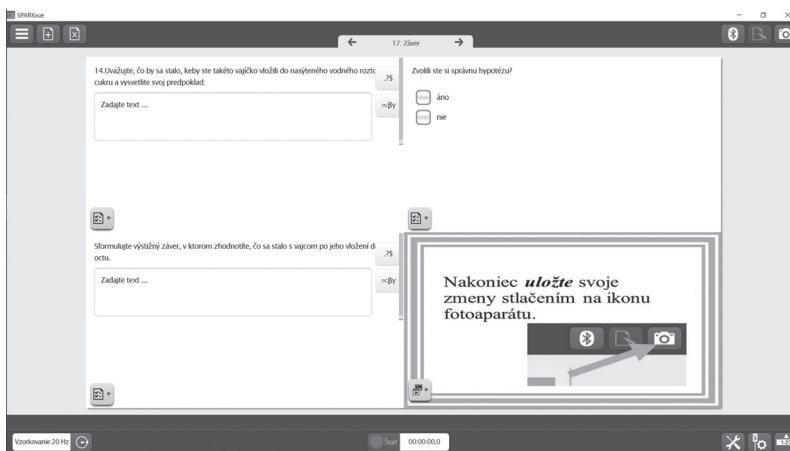 SPARKvue
17: Záver
14.Uvažujte, čo by sa stalo, keby ste takéto vajíčko vložili do nasýteného vodného roztc
cukru a vysvetlite svoj predpoklad:
.?$
Zadajte text ...
∝βγ
Zvolili ste si správnu hypotézu?
áno
nie
Sformulujte výstižný záver, v ktorom zhodnotíte, čo sa stalo s vajcom po jeho vložení d
octu.
.?$
Zadajte text ...
∝βγ
Nakoniec uložte svoje
zmeny stlačením na ikonu
fotoaparátu.
Vzorkovanie:20 Hz
Štart
00:00:00,0